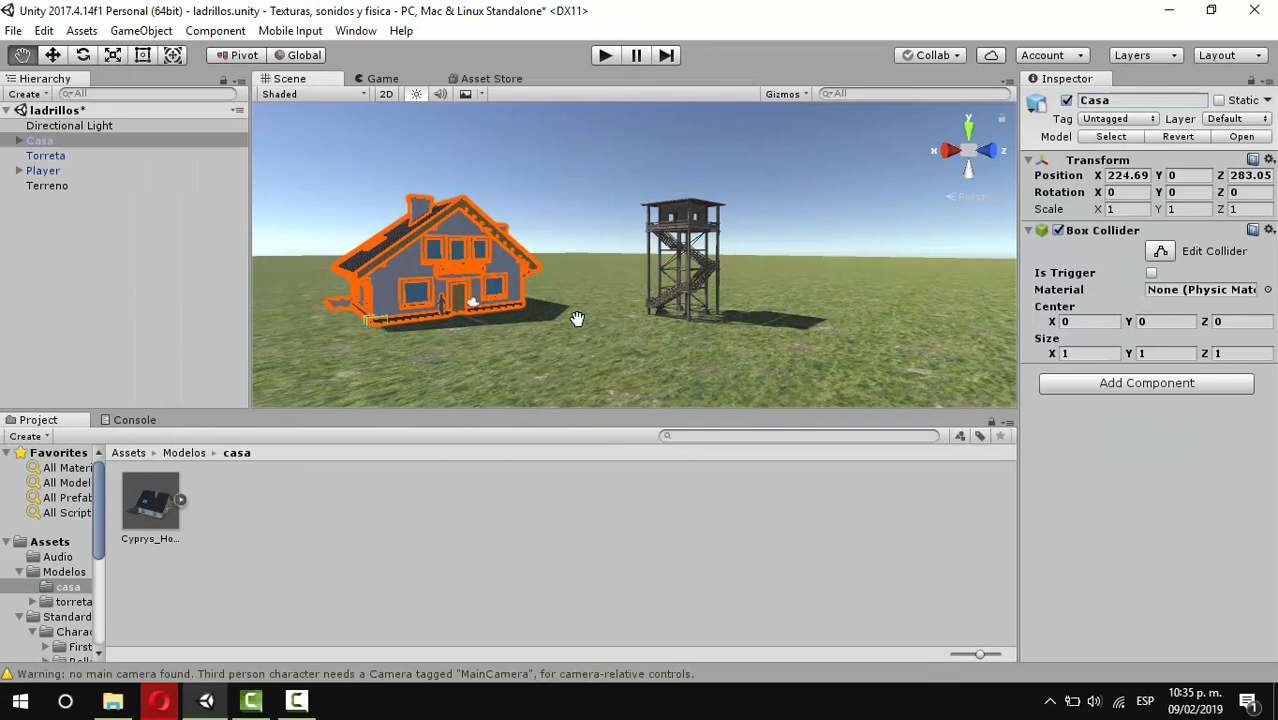 Unity 2017.4.14f1 Personal (64bit) - ladrillos.unity - Texturas, sonidos y fisica - PC, Mac & Linux Standalone* <DX11>
File Edit Assets GameObject Component Mobile Input Window Help
Pivot Global Collab Account Layers Layout
Hierarchy Scene Game Asset Store Inspector
Create All Shaded 2D Gizmos All Casa Static
ladrillos* Tag Untagged Layer Default
Directional Light Model Select Revert Open
Casa
Torreta
Player
Terreno
y
x z
Persp
Transform
Position X 224.69 Y 0 Z 283.05
Rotation X 0 Y 0 Z 0
Scale X 1 Y 1 Z 1
Box Collider
Edit Collider
Is Trigger
Material None (Physic Mat
Center
X 0 Y 0 Z 0
Size
X 1 Y 1 Z 1
Add Component
Project Console
Create
Favorites
All Materi
All Model
All Prefab
All Script
Assets
Audio
Modelos
casa
torreta
Standard
Charac
First
Assets Modelos casa
Cyprys_Ho...
Warning: no main camera found. Third person character needs a Camera tagged "MainCamera", for camera-relative controls.
ESP
10:35 p. m.
09/02/2019
1